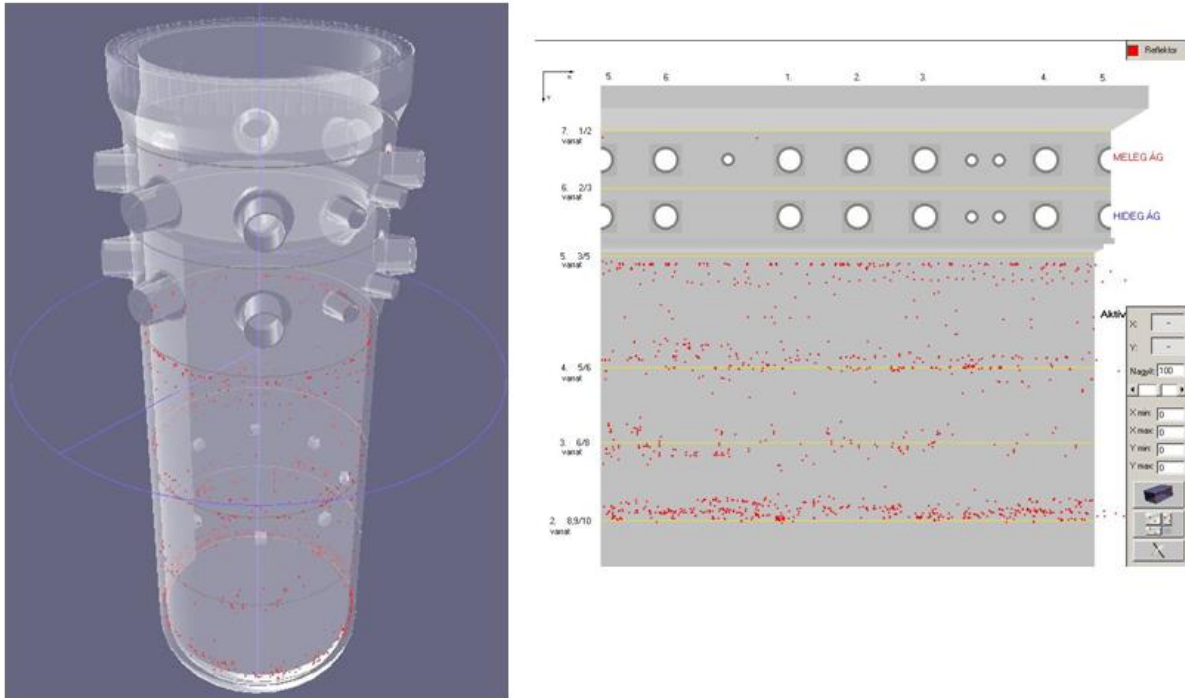 Reflektor
X
5.
6.
1.
2.
3.
4.
5.
Y
7. 1/2
varrat
MELEG ÁG
6. 2/3
varrat
HIDEG ÁG
5. 3/5
varrat
Aktív
X:
-
Y:
-
4. 5/6
varrat
Nagyít: 100
X min: 0
X max: 0
3. 6/8
varrat
Y min: 0
Y max: 0
2. 8,9/10
varrat